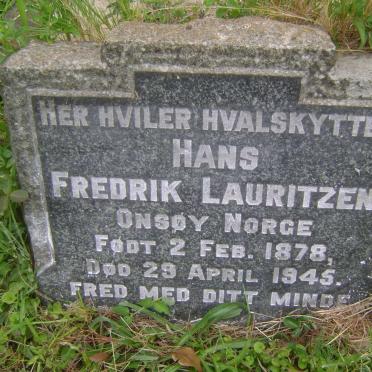 HER HVILER HVALSKYTTE
HANS
FREDRIK LAURITZEN
ONSØY NORGE
FØDT 2 FEB. 1878,
DØD 29 APRIL 1945.
FRED MED DITT MINDE